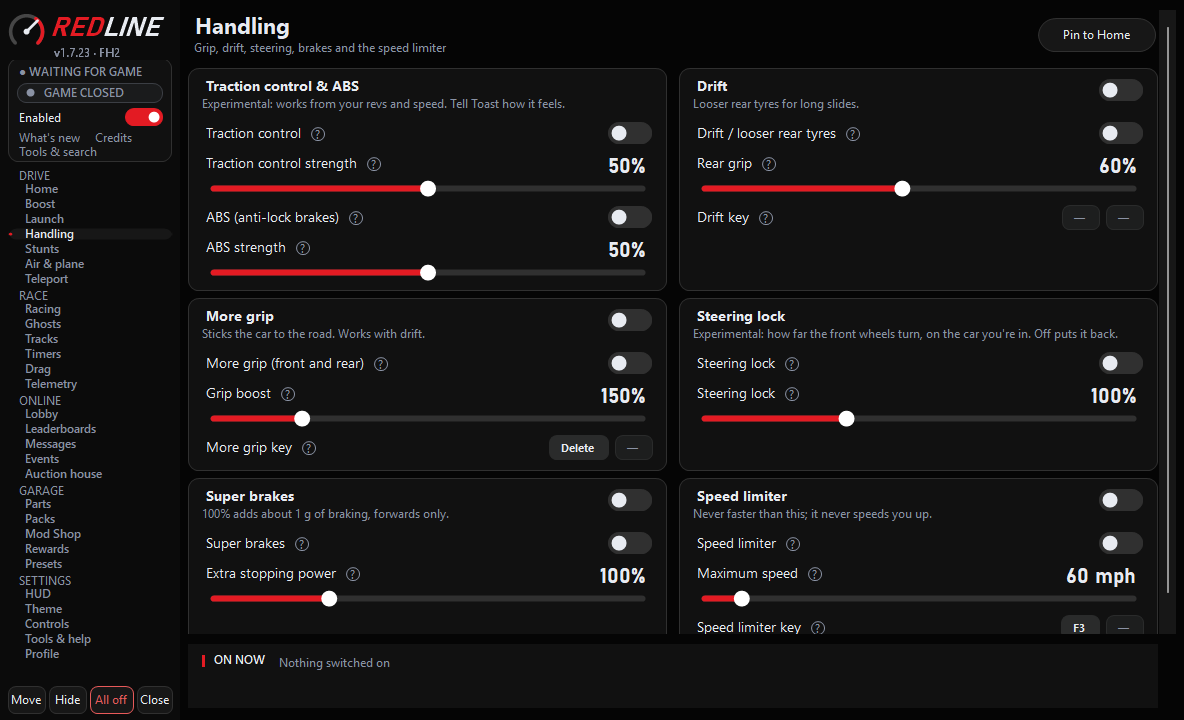 REDLINE
v1.7.23 · FH2
● WAITING FOR GAME
● GAME CLOSED
Enabled
What's new Credits
Tools & search
DRIVE
Home
Boost
Launch
Handling
Stunts
Air & plane
Teleport
RACE
Racing
Ghosts
Tracks
Timers
Drag
Telemetry
ONLINE
Lobby
Leaderboards
Messages
Events
Auction house
GARAGE
Parts
Packs
Mod Shop
Rewards
Presets
SETTINGS
HUD
Theme
Controls
Tools & help
Profile
Move Hide All off Close
Handling
Grip, drift, steering, brakes and the speed limiter
Pin to Home
Traction control & ABS
Experimental: works from your revs and speed. Tell Toast how it feels.
Traction control ?
Traction control strength ? 50%
ABS (anti-lock brakes) ?
ABS strength ? 50%
Drift
Looser rear tyres for long slides.
Drift / looser rear tyres ?
Rear grip ? 60%
Drift key ? — —
More grip
Sticks the car to the road. Works with drift.
More grip (front and rear) ?
Grip boost ? 150%
More grip key ? Delete —
Steering lock
Experimental: how far the front wheels turn, on the car you're in. Off puts it back.
Steering lock ?
Steering lock ? 100%
Super brakes
100% adds about 1 g of braking, forwards only.
Super brakes ?
Extra stopping power ? 100%
Speed limiter
Never faster than this; it never speeds you up.
Speed limiter ?
Maximum speed ? 60 mph
Speed limiter key ? F3 —
ON NOW Nothing switched on